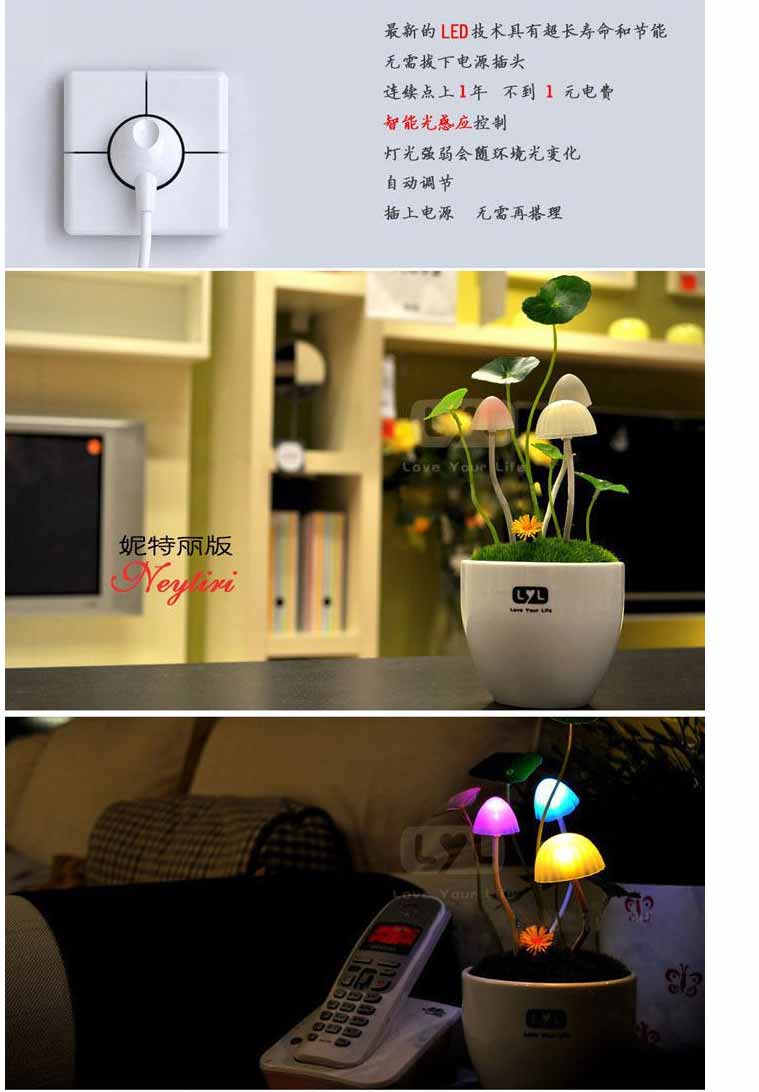 最新的LED技术具有超长寿命和节能
无需拔下电源插头
连续点上1年 不到 1 元电费
智能光感应控制
灯光强弱会随环境光变化
自动调节
插上电源 无需再搭理
LYL
Love Your Life
妮特丽版
Neytiri
LYL
Love Your Life
LYL
Love Your Life
LYL